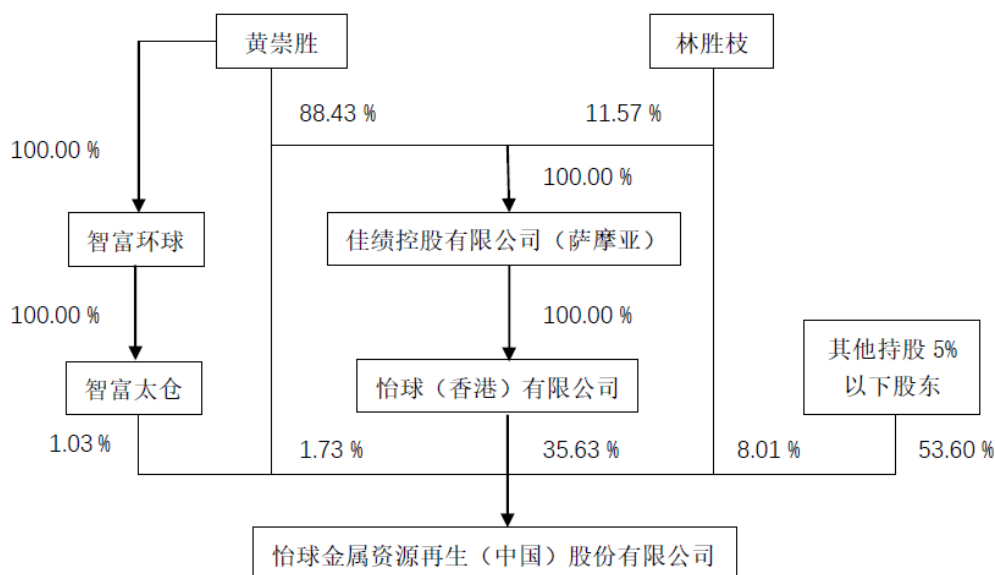 黄崇胜
林胜枝
88.43 %
11.57 %
100.00 %
100.00 %
智富环球
佳绩控股有限公司（萨摩亚）
100.00 %
100.00 %
其他持股 5%
以下股东
智富太仓
怡球（香港）有限公司
1.03 %
1.73 %
35.63 %
8.01 %
53.60 %
怡球金属资源再生（中国）股份有限公司